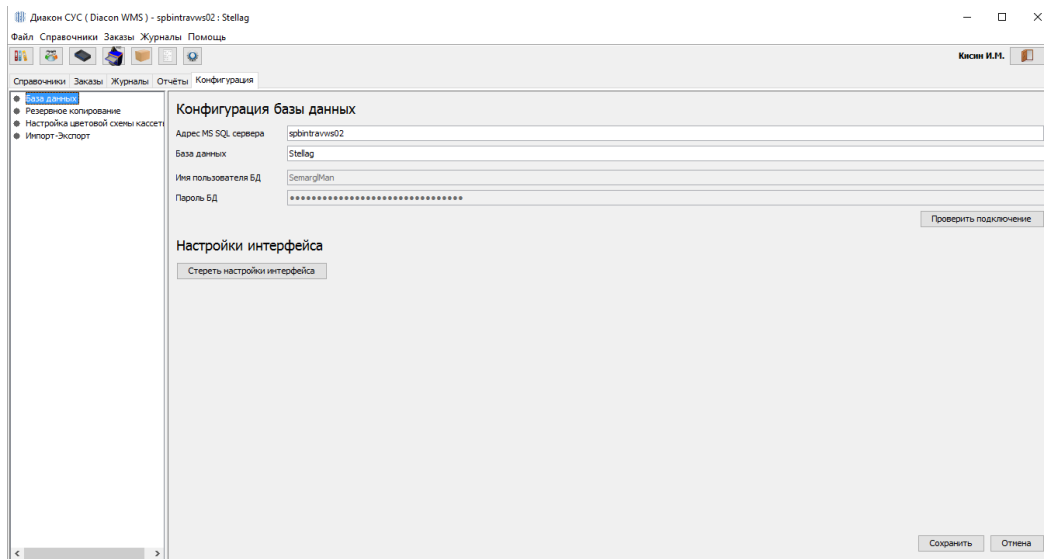 Диакон СУС ( Diacon WMS ) - spbintravws02 : Stellag
Файл Справочники Заказы Журналы Помощь
Кисин И.М.
Справочники Заказы Журналы Отчёты Конфигурация
База данных
Резервное копирование
Настройка цветовой схемы кассет
Импорт-Экспорт
Конфигурация базы данных
Адрес MS SQL сервера spbintravws02
База данных Stellag
Имя пользователя БД SemarglMan
Пароль БД ••••••••••••••••••••••••••••••••
Проверить подключение
Настройки интерфейса
Стереть настройки интерфейса
Сохранить Отмена